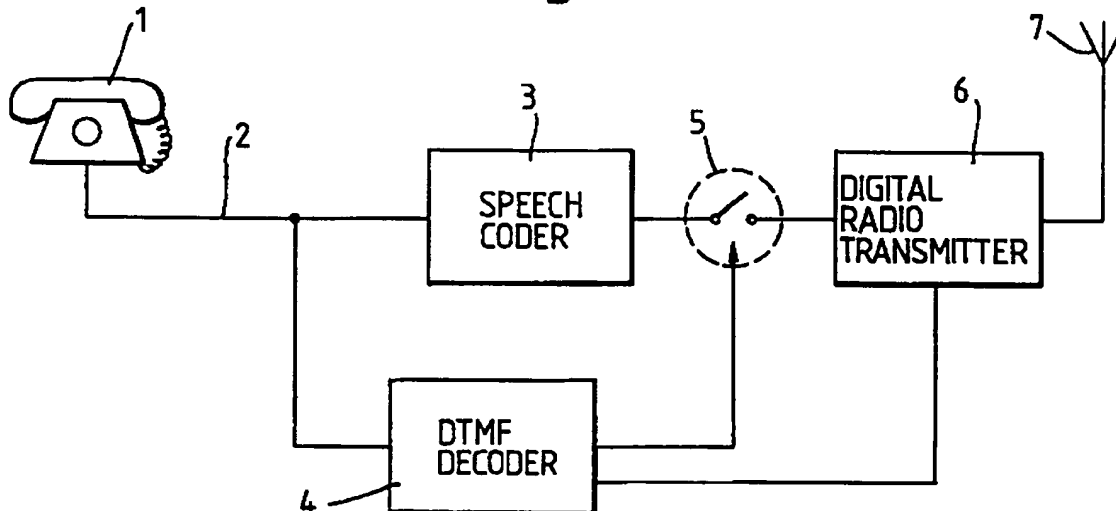 1
2
3
SPEECH
CODER
5
6
DIGITAL
RADIO
TRANSMITTER
7
DTMF
DECODER
4